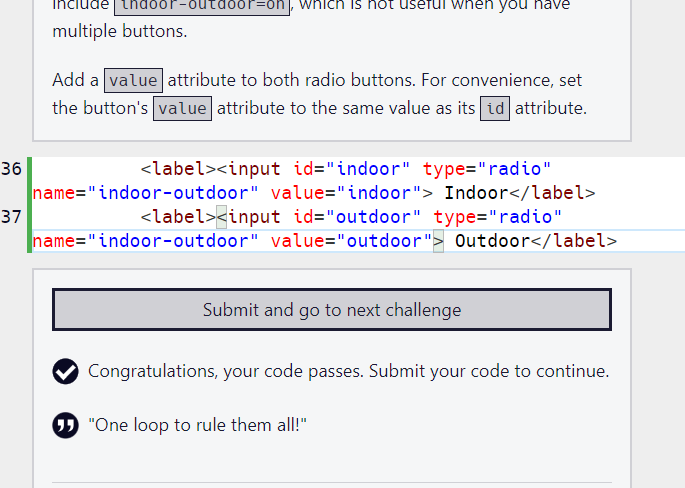 include indoor-outdoor=on, which is not useful when you have
multiple buttons.
Add a value attribute to both radio buttons. For convenience, set
the button's value attribute to the same value as its id attribute.
36 <label><input id="indoor" type="radio"
name="indoor-outdoor" value="indoor"> Indoor</label>
37 <label><input id="outdoor" type="radio"
name="indoor-outdoor" value="outdoor"> Outdoor</label>
Submit and go to next challenge
Congratulations, your code passes. Submit your code to continue.
"One loop to rule them all!"